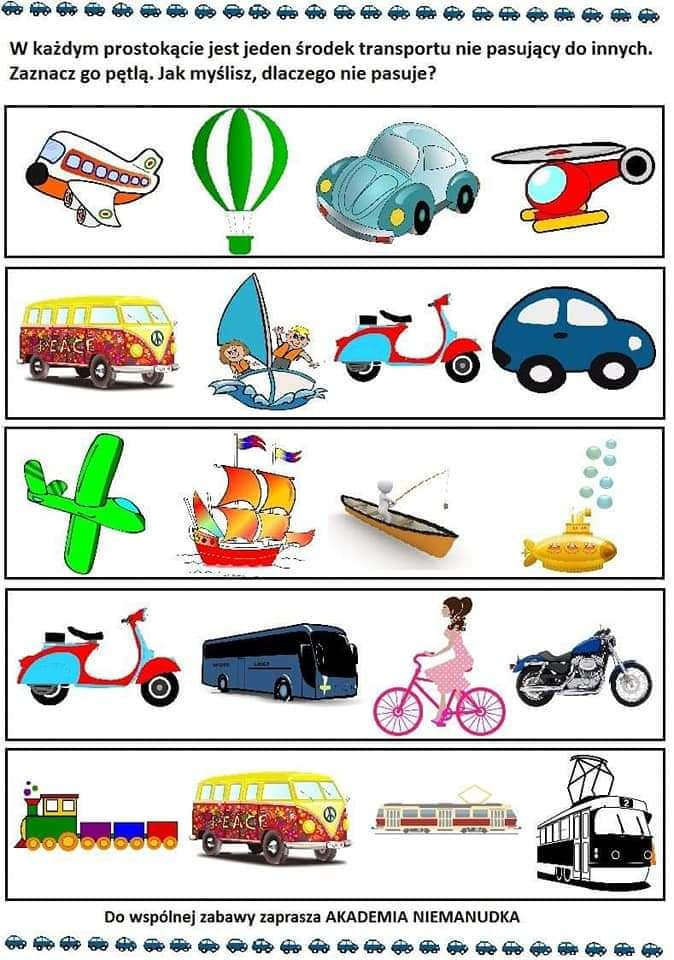 W każdym prostokącie jest jeden środek transportu nie pasujący do innych.
Zaznacz go pętlą. Jak myślisz, dlaczego nie pasuje?
PEACE
PEACE
2
Do wspólnej zabawy zaprasza AKADEMIA NIEMANUDKA